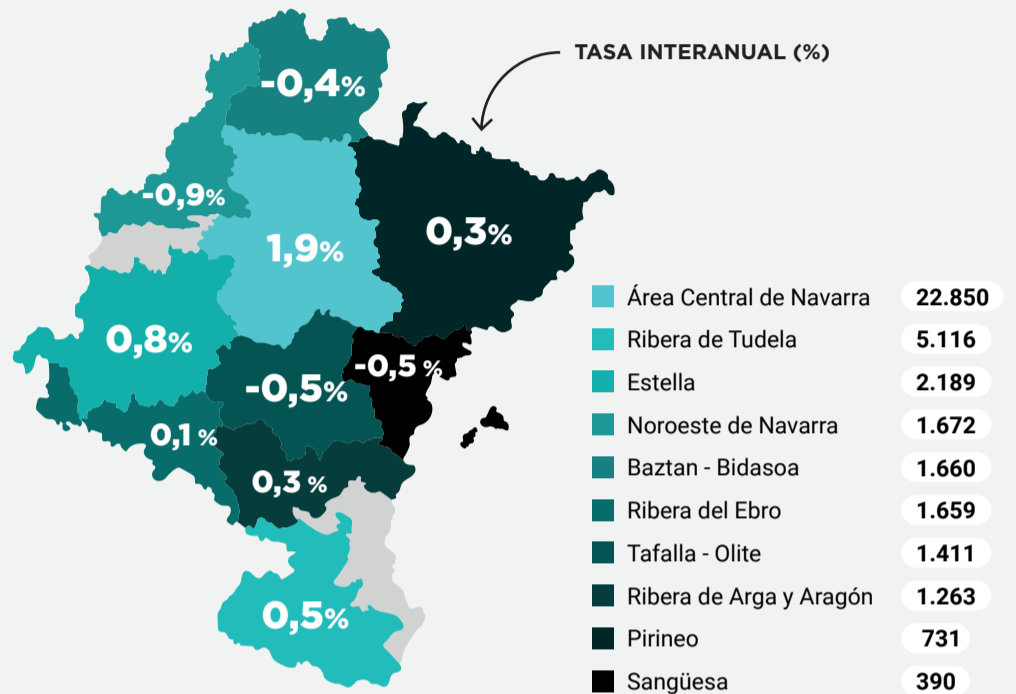 TASA INTERANUAL (%)
-0,4%
-0,9%
0,3%
1,9%
0,8%
-0,5 %
-0,5%
0,1 %
0,3 %
0,5%
Área Central de Navarra 22.850
Ribera de Tudela 5.116
Estella 2.189
Noroeste de Navarra 1.672
Baztan - Bidasoa 1.660
Ribera del Ebro 1.659
Tafalla - Olite 1.411
Ribera de Arga y Aragón 1.263
Pirineo 731
Sangüesa 390